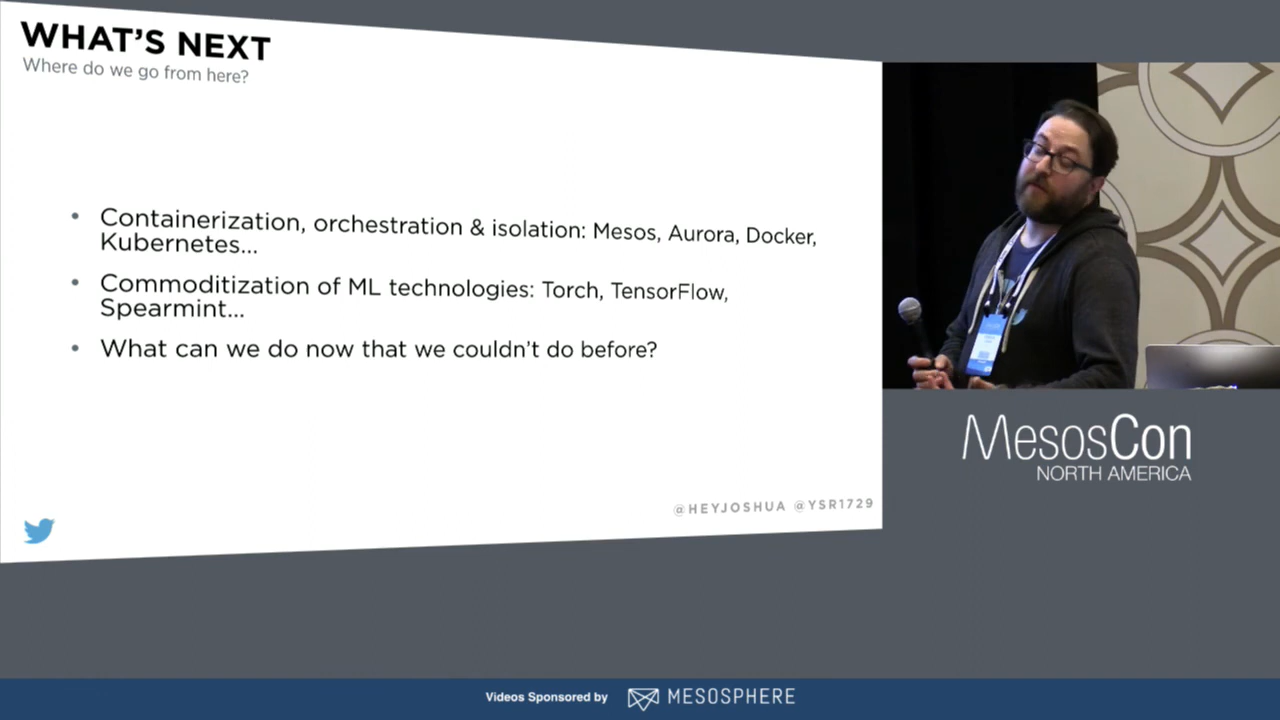 WHAT'S NEXT
Where do we go from here?
• Containerization, orchestration & isolation: Mesos, Aurora, Docker,
Kubernetes...
• Commoditization of ML technologies: Torch, TensorFlow,
Spearmint...
• What can we do now that we couldn't do before?
@HEYJOSHUA @YSR1729
MesosCon
NORTH AMERICA
Videos Sponsored by MESOSPHERE